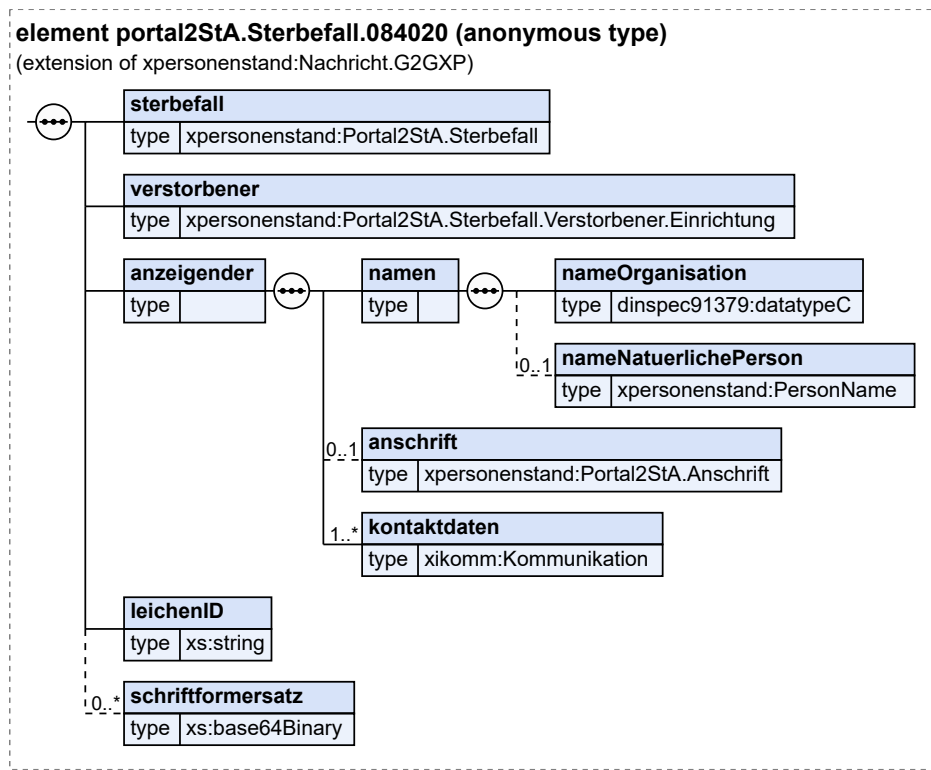 element portal2StA.Sterbefall.084020 (anonymous type)
(extension of xpersonenstand:Nachricht.G2GXP)
sterbefall
type xpersonenstand:Portal2StA.Sterbefall
verstorbener
type xpersonenstand:Portal2StA.Sterbefall.Verstorbener.Einrichtung
anzeigender
type
namen
type
nameOrganisation
type dinspec91379:datatypeC
0..1
nameNatuerlichePerson
type xpersonenstand:PersonName
0..1
anschrift
type xpersonenstand:Portal2StA.Anschrift
1..*
kontaktdaten
type xikomm:Kommunikation
leichenID
type xs:string
0..*
schriftformersatz
type xs:base64Binary